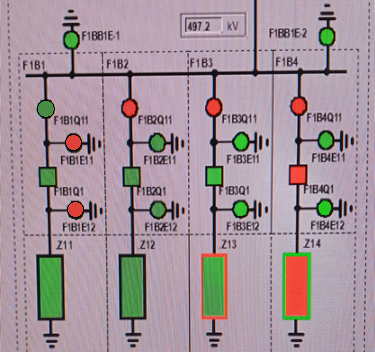 F1BB1E-1
497.2 kV
F1BB1E-2
F1B1
F1B2
F1B3
F1B4
F1B1Q11
F1B2Q11
F1B3Q11
F1B4Q11
F1B1E11
F1B2E11
F1B3E11
F1B4E11
F1B1Q1
F1B2Q1
F1B3Q1
F1B4Q1
F1B1E12
F1B2E12
F1B3E12
F1B4E12
Z11
Z12
Z13
Z14